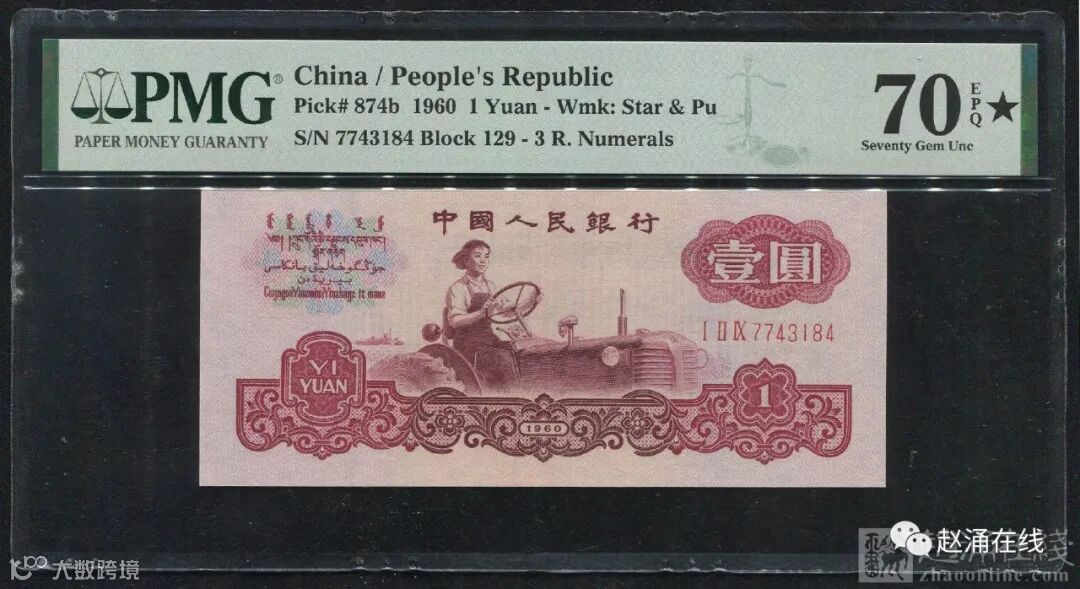 PMG®
PAPER MONEY GUARANTY
China / People's Republic
Pick# 874b 1960 1 Yuan - Wmk: Star & Pu
S/N 7743184 Block 129 - 3 R. Numerals
70 EPQ ★
Seventy Gem Unc
中國人民銀行
壹圓
I II IX 7743184
YI
YUAN
1960
1
赵涌在线
zhaoonline.com
大数跨境